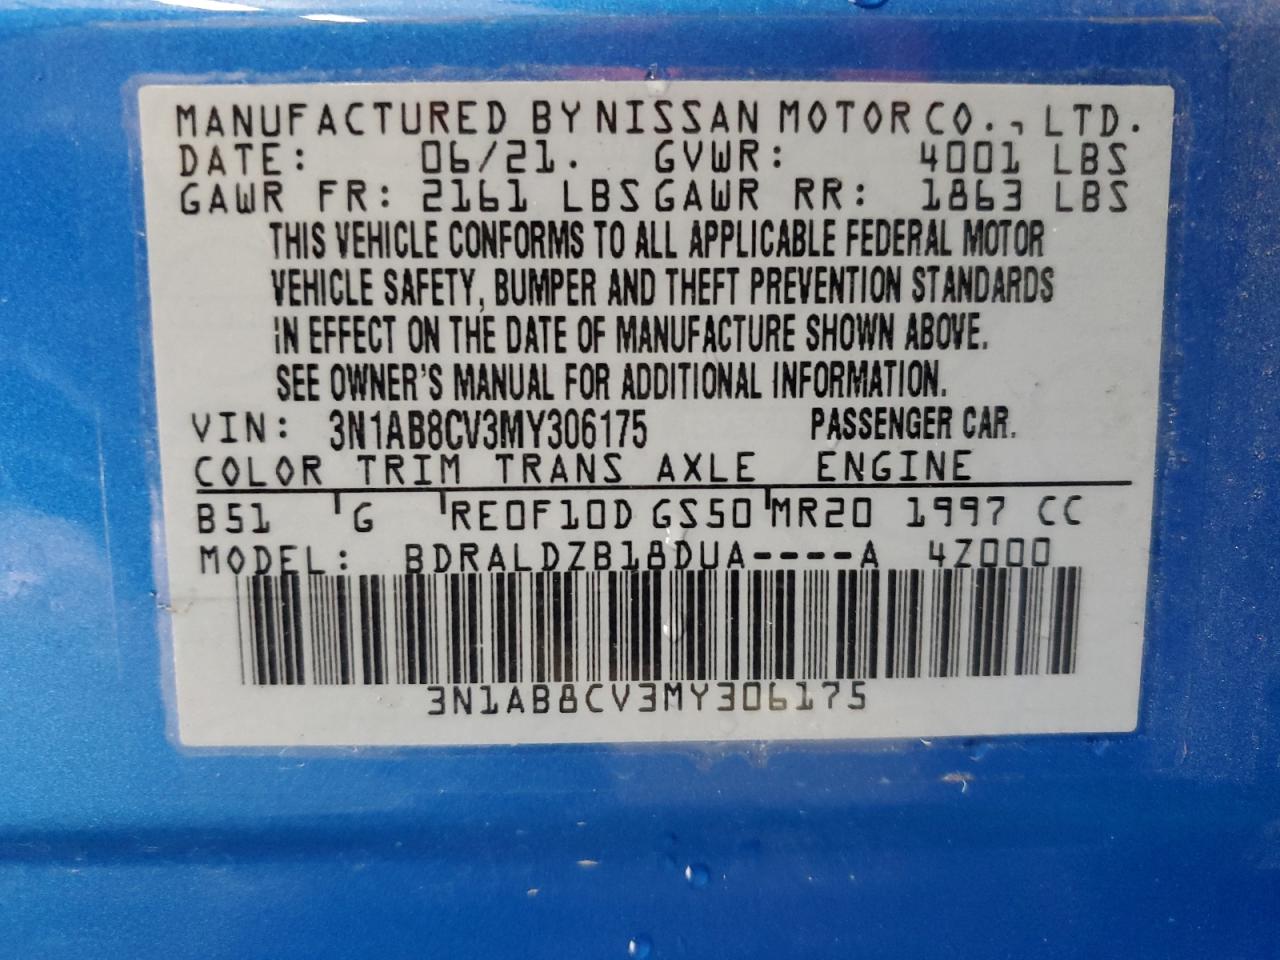 MANUFACTURED BY NISSAN MOTOR CO., LTD.
DATE: 06/21. GVWR: 4001 LBS
GAWR FR: 2161 LBS GAWR RR: 1863 LBS
THIS VEHICLE CONFORMS TO ALL APPLICABLE FEDERAL MOTOR
VEHICLE SAFETY, BUMPER AND THEFT PREVENTION STANDARDS
IN EFFECT ON THE DATE OF MANUFACTURE SHOWN ABOVE.
SEE OWNER'S MANUAL FOR ADDITIONAL INFORMATION.
VIN: 3N1AB8CV3MY306175 PASSENGER CAR.
COLOR TRIM TRANS AXLE ENGINE
B51 G RE0F10D GS50 MR20 1997 CC
MODEL: BDRALDZB18DUA----A 4Z000
3N1AB8CV3MY306175